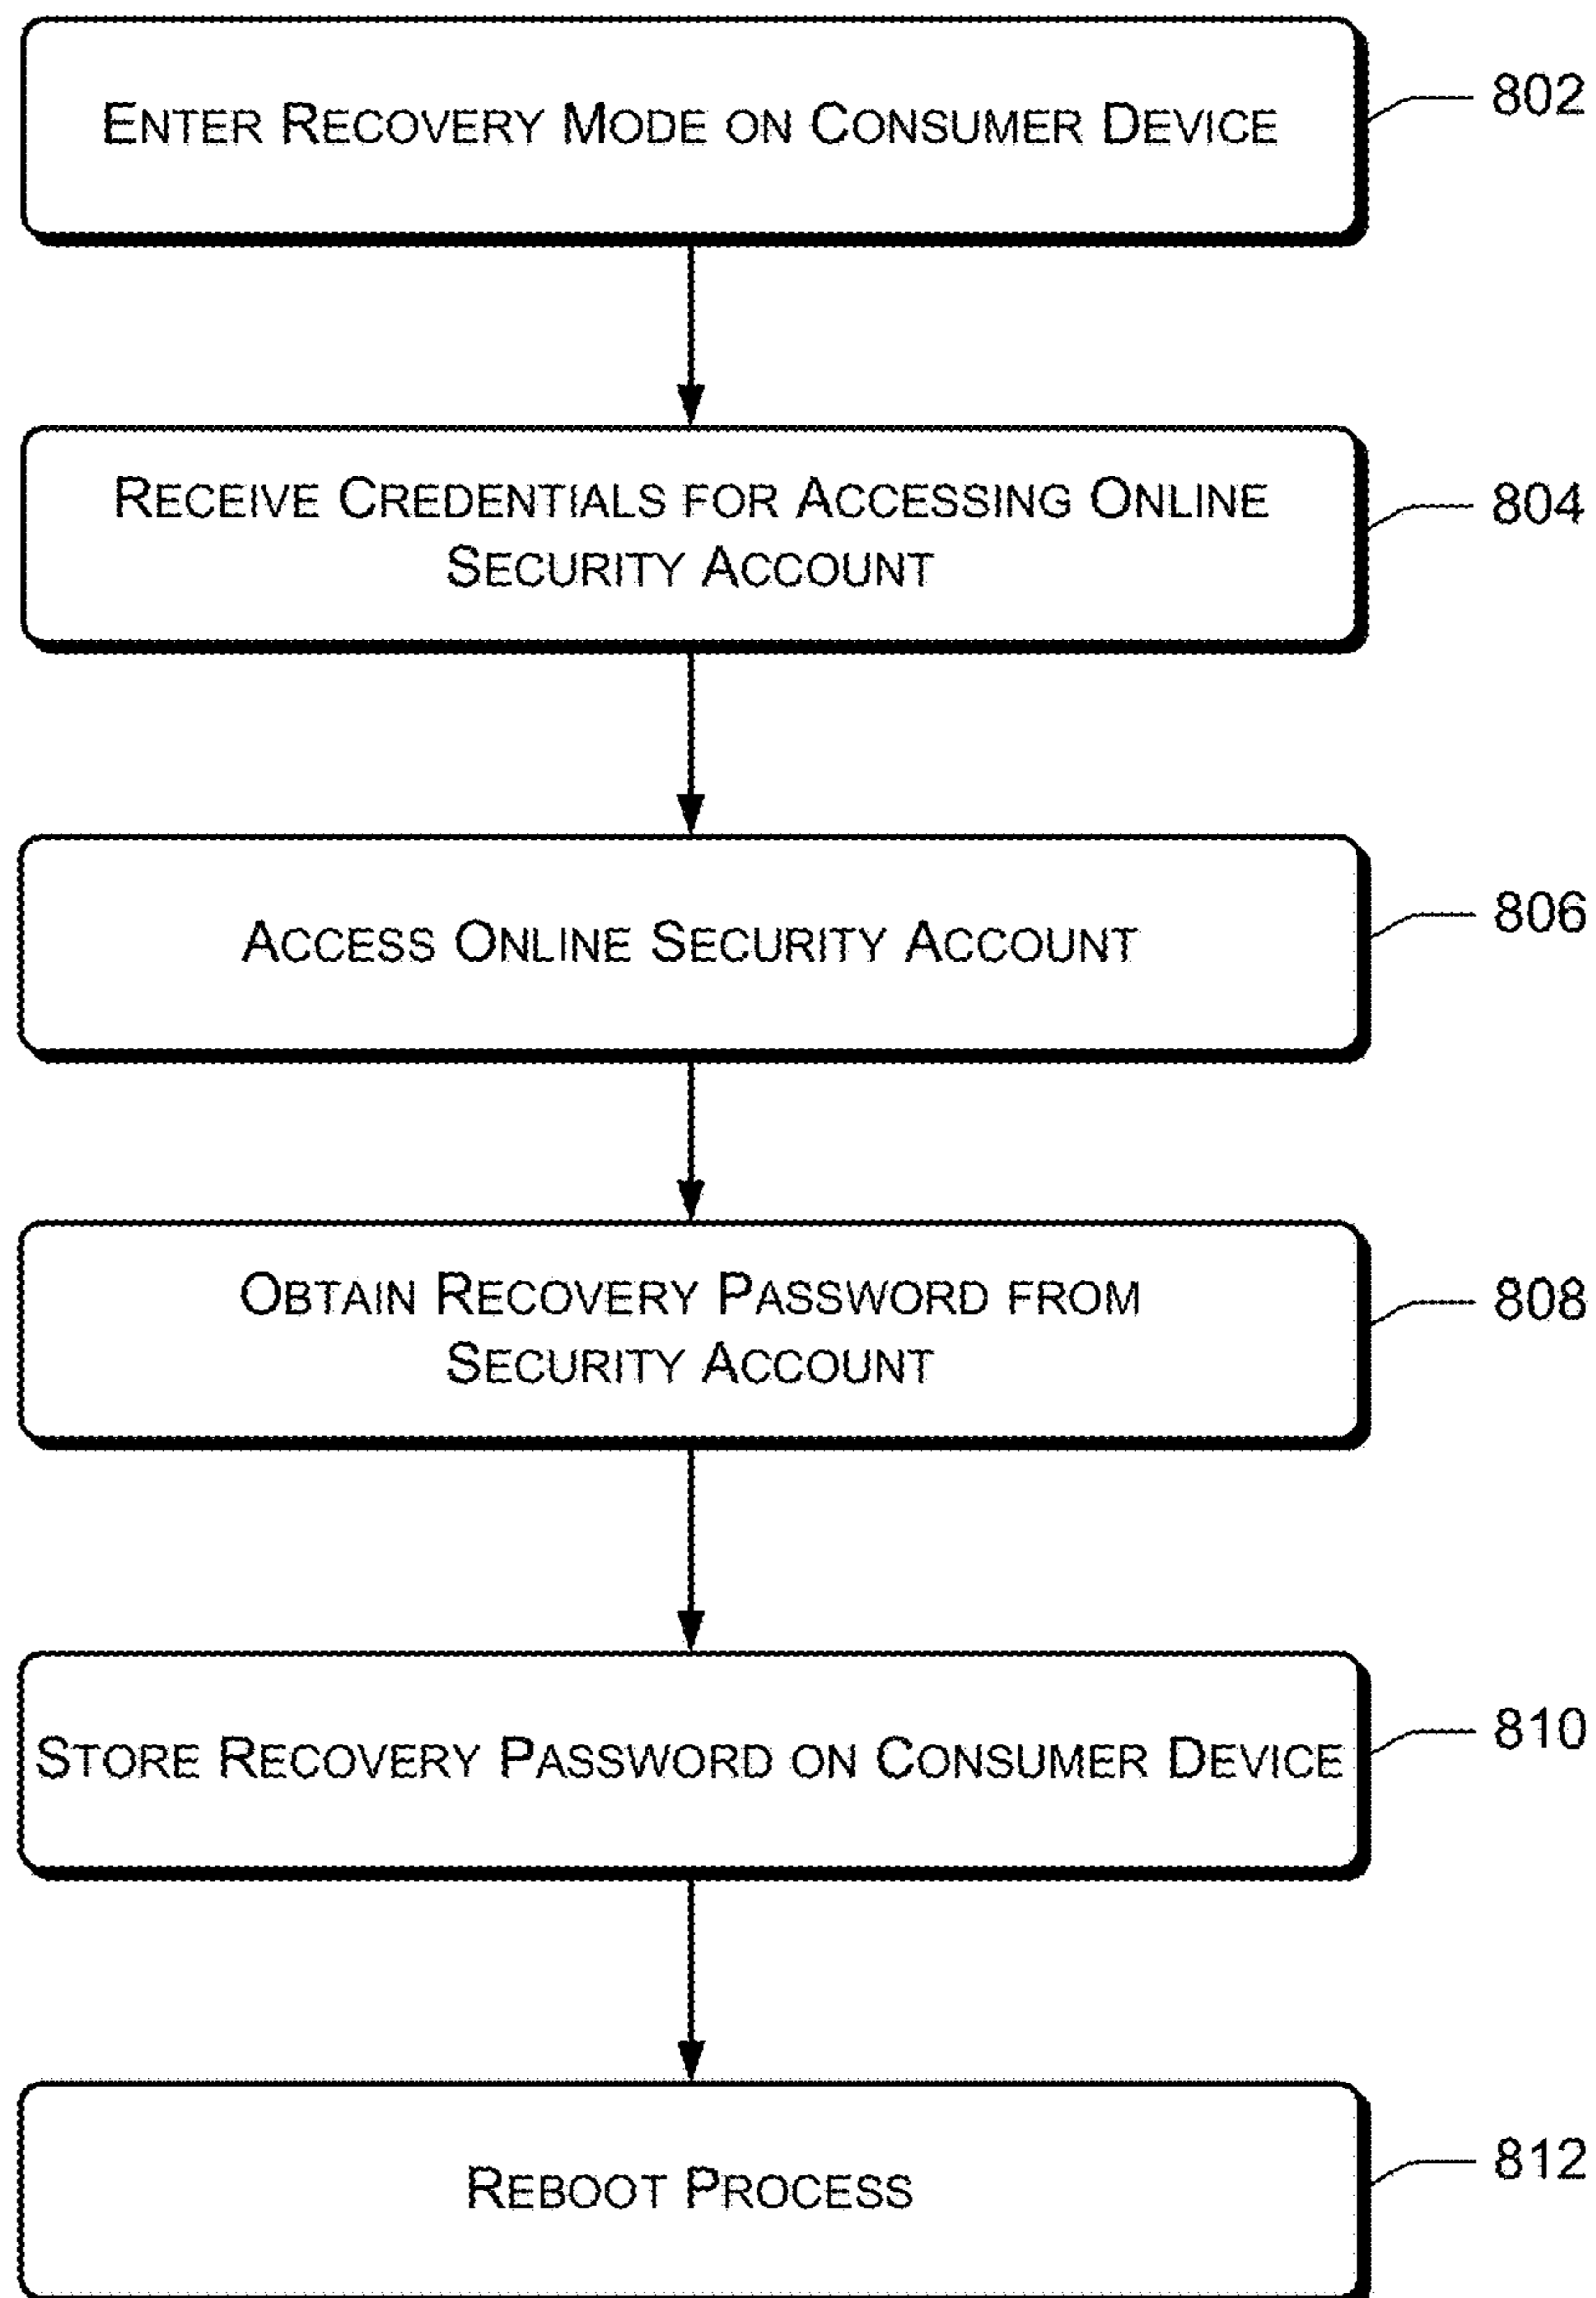 ENTER RECOVERY MODE ON CONSUMER DEVICE
802
RECEIVE CREDENTIALS FOR ACCESSING ONLINE
SECURITY ACCOUNT
804
ACCESS ONLINE SECURITY ACCOUNT
806
OBTAIN RECOVERY PASSWORD FROM
SECURITY ACCOUNT
808
STORE RECOVERY PASSWORD ON CONSUMER DEVICE
810
REBOOT PROCESS
812